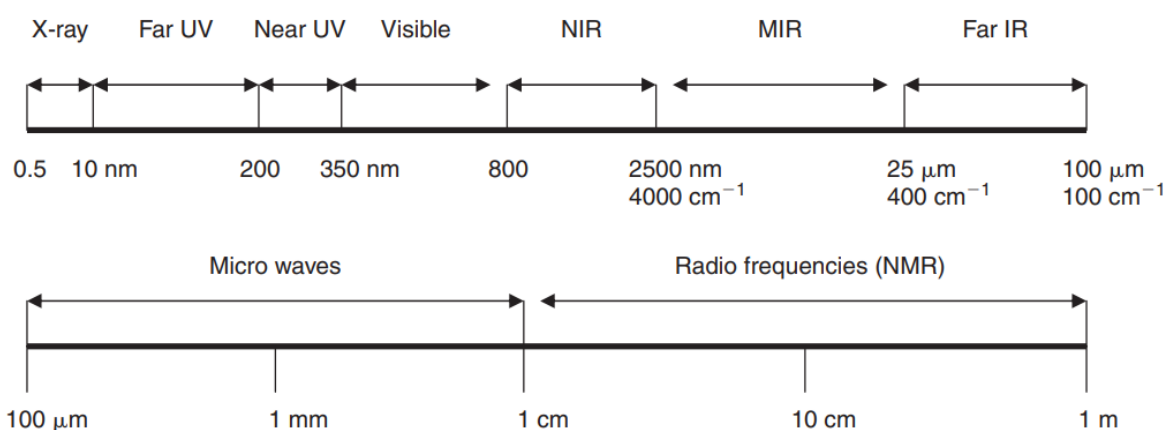 X-ray Far UV Near UV Visible NIR MIR Far IR
0.5 10 nm 200 350 nm 800 2500 nm 25 μm 100 μm
4000 cm⁻¹ 400 cm⁻¹ 100 cm⁻¹
Micro waves Radio frequencies (NMR)
100 μm 1 mm 1 cm 10 cm 1 m